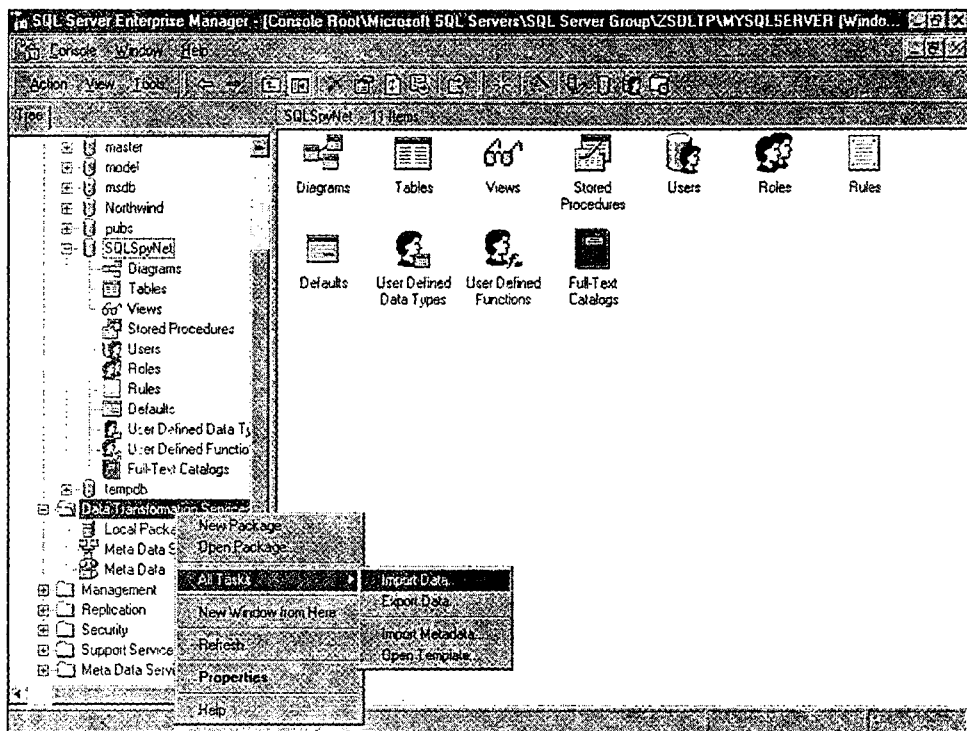 SQL Server Enterprise Manager - [Console Root\Microsoft SQL Servers\SQL Server Group\ZSDLTP\MYSQLSERVER (Windo...
Console Window Help
Action View Tools
Tree
SQLSpyNet 11 Items
master
model
msdb
Northwind
pubs
SQLSpyNet
Diagrams
Tables
Views
Stored Procedures
Users
Roles
Rules
Defaults
User Defined Data Ty
User Defined Functio
Full-Text Catalogs
tempdb
Data Transformation Services
Local Packa
Meta Data S
Meta Data
Management
Replication
Security
Support Service
Meta Data Servi
Diagrams Tables Views Stored Procedures Users Roles Rules
Defaults User Defined Data Types User Defined Functions Full-Text Catalogs
New Package
Open Package...
All Tasks
New Window from Here
Refresh
Properties
Help
Import Data...
Export Data...
Import Metadata...
Open Template...